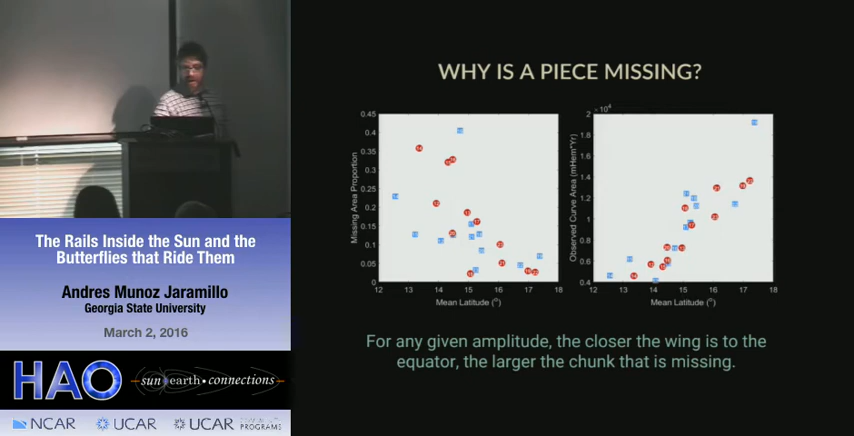 WHY IS A PIECE MISSING?
0.45
0.4
0.35
0.3
0.25
0.2
0.15
0.1
0.05
0
Missing Area Proportion
12 13 14 15 16 17 18
Mean Latitude (°)
2 × 10⁴
1.8
1.6
1.4
1.2
1
0.8
0.6
0.4
Observed Curve Area (mHem*Yr)
12 13 14 15 16 17 18
Mean Latitude (°)
For any given amplitude, the closer the wing is to the
equator, the larger the chunk that is missing.
The Rails Inside the Sun and the
Butterflies that Ride Them
Andres Munoz Jaramillo
Georgia State University
March 2, 2016
HAO
sun earth • connections
NCAR
UCAR
UCAR
PROGRAMS